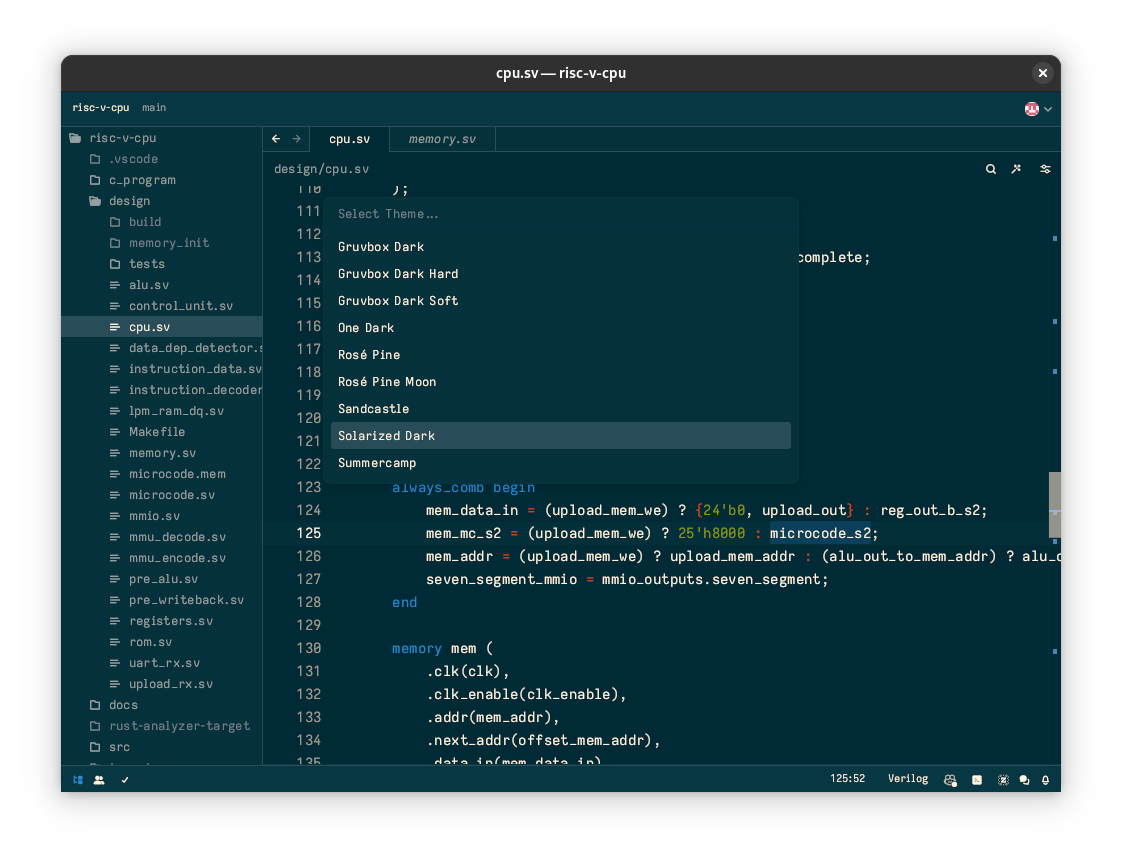 cpu.sv — risc-v-cpu
risc-v-cpu main
risc-v-cpu
.vscode
c_program
design
build
memory_init
tests
alu.sv
control_unit.sv
cpu.sv
data_dep_detector.s
instruction_data.sv
instruction_decoder
lpm_ram_dq.sv
Makefile
memory.sv
microcode.mem
microcode.sv
mmio.sv
mmu_decode.sv
mmu_encode.sv
pre_alu.sv
pre_writeback.sv
registers.sv
rom.sv
uart_rx.sv
upload_rx.sv
docs
rust-analyzer-target
src
cpu.sv memory.sv
design/cpu.sv
110 );
111
112
113 complete;
114
115
116
117
118
119
120
121
122
Select Theme...
Gruvbox Dark
Gruvbox Dark Hard
Gruvbox Dark Soft
One Dark
Rosé Pine
Rosé Pine Moon
Sandcastle
Solarized Dark
Summercamp
123 always_comb begin
124 mem_data_in = (upload_mem_we) ? {24'b0, upload_out} : reg_out_b_s2;
125 mem_mc_s2 = (upload_mem_we) ? 25'h8000 : microcode_s2;
126 mem_addr = (upload_mem_we) ? upload_mem_addr : (alu_out_to_mem_addr) ? alu_o
127 seven_segment_mmio = mmio_outputs.seven_segment;
128 end
129
130 memory mem (
131 .clk(clk),
132 .clk_enable(clk_enable),
133 .addr(mem_addr),
134 .next_addr(offset_mem_addr),
135 .data_in(mem_data_in)
125:52 Verilog